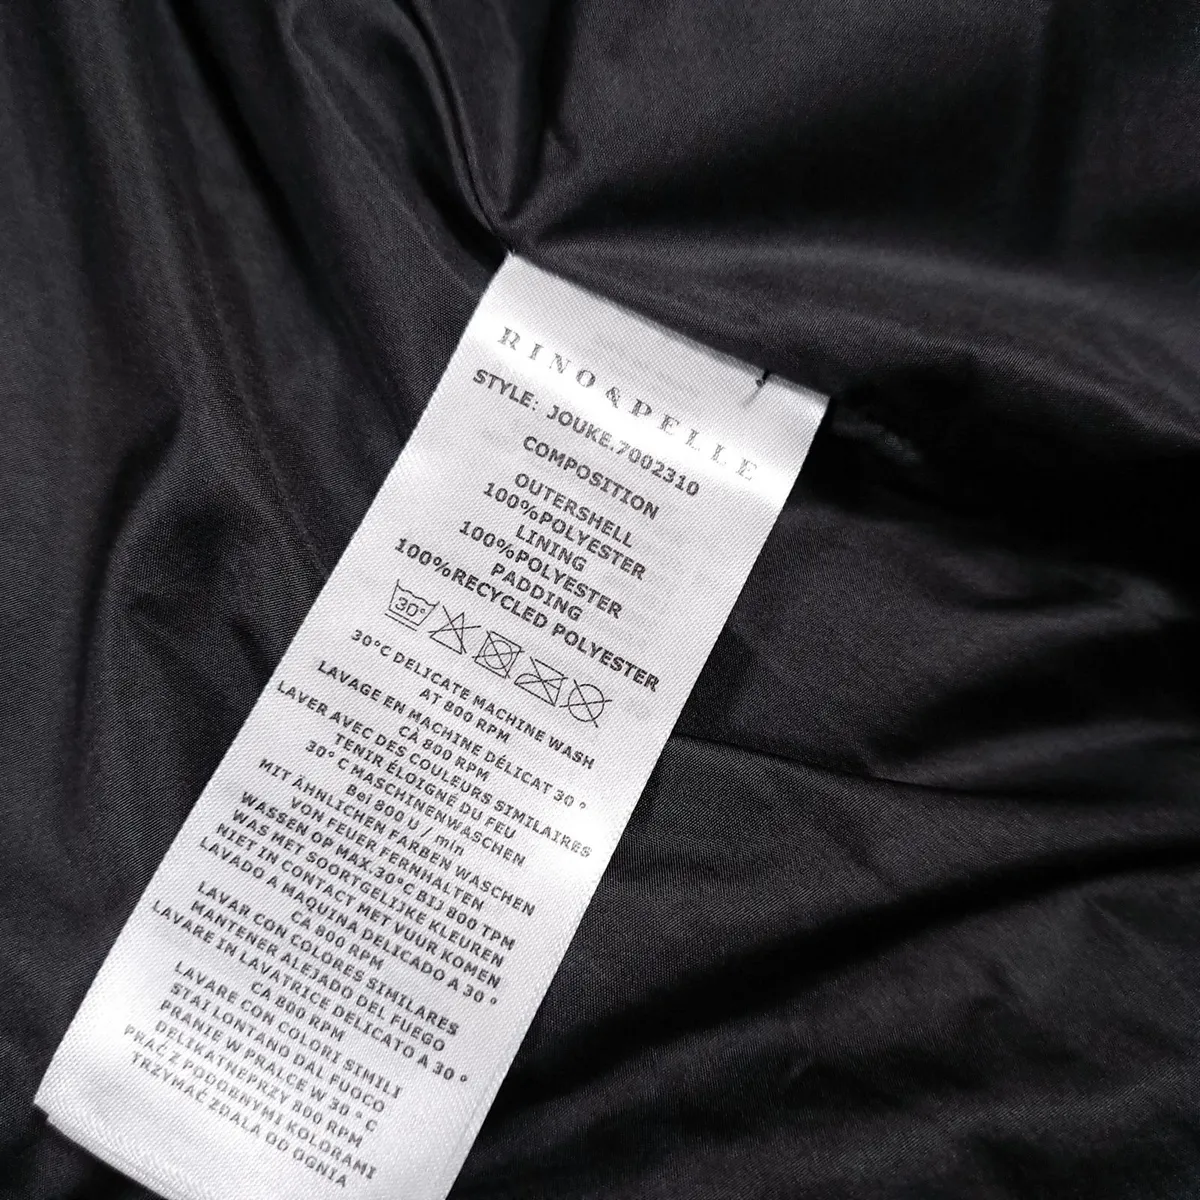 RINO & PELLE
STYLE: JOUKE.7002310
COMPOSITION
OUTERSHELL
100%POLYESTER
LINING
100%POLYESTER
PADDING
100%RECYCLED POLYESTER
30°
30°C DELICATE MACHINE WASH
AT 800 RPM
LAVAGE EN MACHINE DÉLICAT 30 °
CÀ 800 RPM
LAVER AVEC DES COULEURS SIMILAIRES
TENIR ÉLOIGNÉ DU FEU
30° C MASCHINENWASCHEN
Bei 800 U / min
MIT ÄHNLICHEN FARBEN WASCHEN
VON FEUER FERNHALTEN
WASSEN OP MAX.30°C BIJ 800 TPM
WAS MET SOORTGELIJKE KLEUREN
NIET IN CONTACT MET VUUR KOMEN
LAVADO A MAQUINA DELICADO A 30 °
CÀ 800 RPM
LAVAR CON COLORES SIMILARES
MANTENER ALEJADO DEL FUEGO
LAVARE IN LAVATRICE DELICATO A 30 °
CÀ 800 RPM
LAVARE CON COLORI SIMILI
STAI LONTANO DAL FUOCO
PRANIE W PRALCE W 30 ° C
DELIKATNEPRZY 800 RPM
PRAĆ Z PODOBNYMI KOLORAMI
TRZYMAĆ ZDALA OD OGNIA